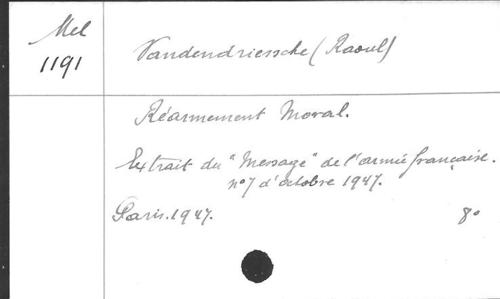 Mel
1191
Vandendriessche (Raoul)
Réarmement Moral.
Extrait du "Message" de l'armée française.
n°7 d'octobre 1947.
Paris. 1947.
8°